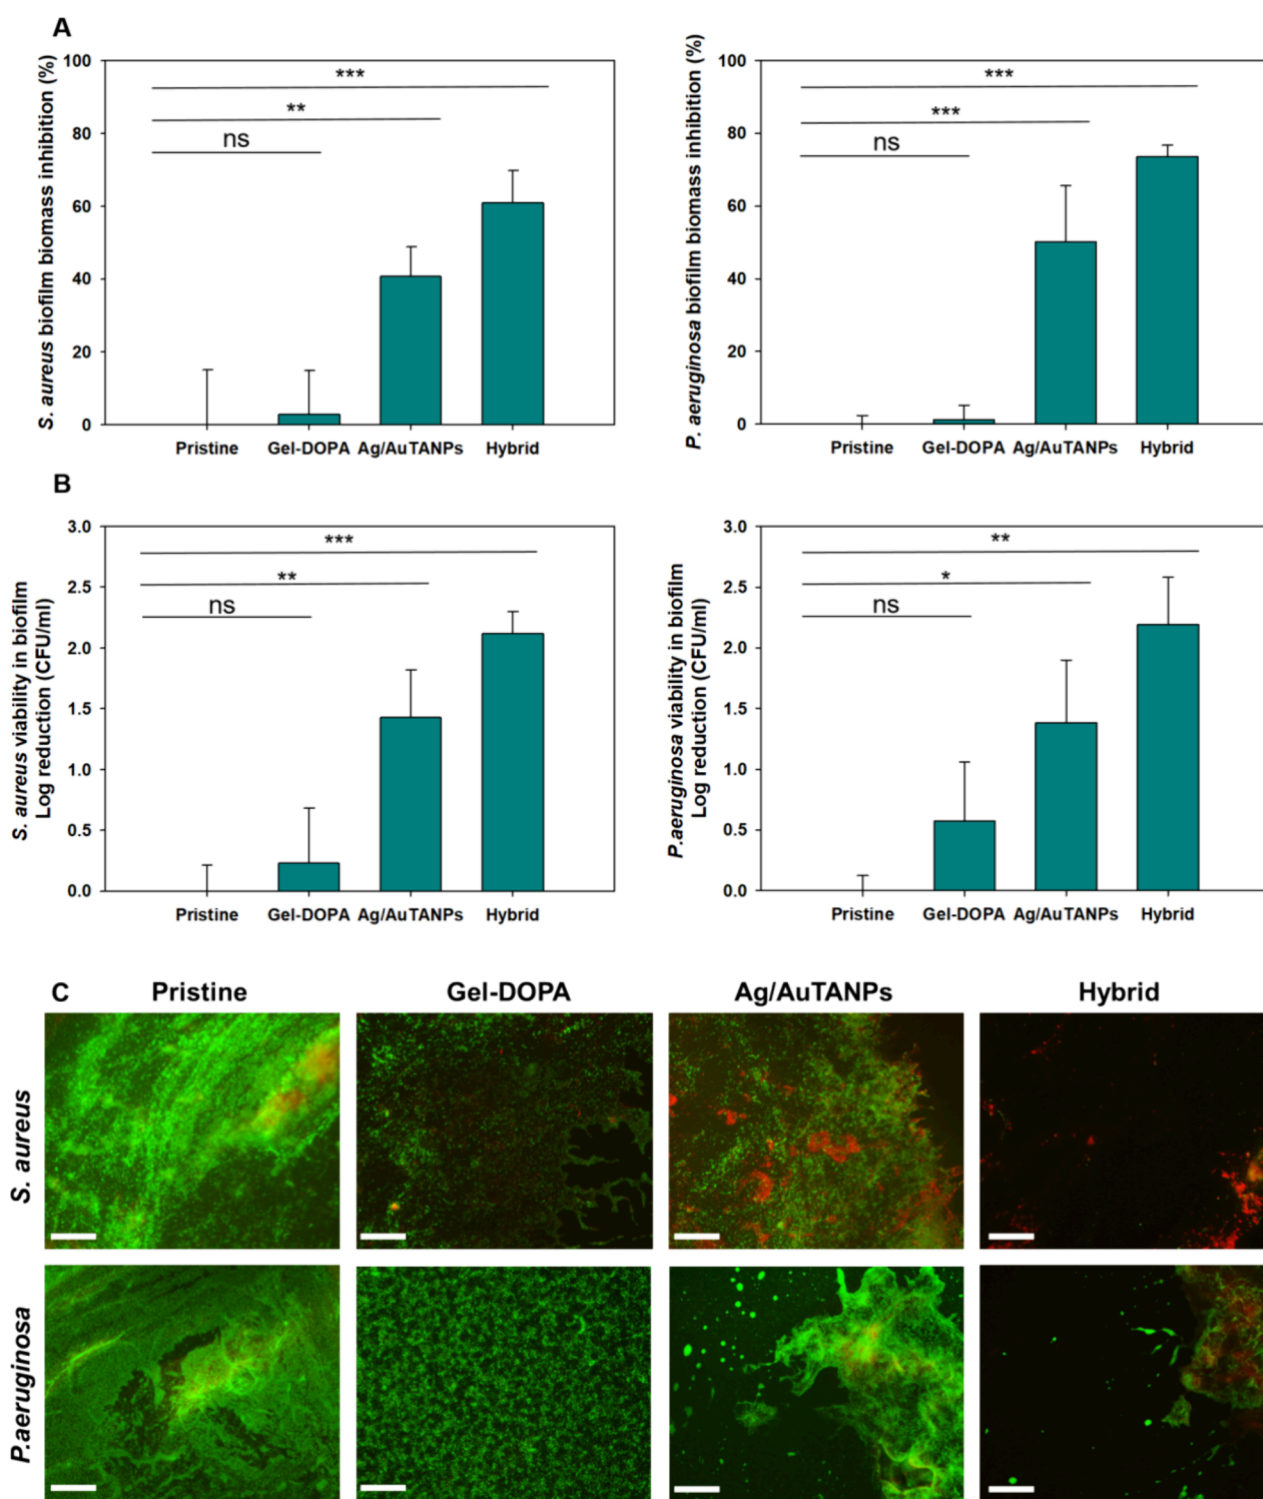 A
S. aureus biofilm biomass inhibition (%)
100
80
60
40
20
0
***
**
ns
Pristine
Gel-DOPA
Ag/AuTANPs
Hybrid
P. aeruginosa biofilm biomass inhibition (%)
100
80
60
40
20
0
***
***
ns
Pristine
Gel-DOPA
Ag/AuTANPs
Hybrid
B
S. aureus viability in biofilm
Log reduction (CFU/ml)
3.0
2.5
2.0
1.5
1.0
0.5
0.0
***
**
ns
Pristine
Gel-DOPA
Ag/AuTANPs
Hybrid
P.aeruginosa viability in biofilm
Log reduction (CFU/ml)
3.0
2.5
2.0
1.5
1.0
0.5
0.0
**
*
ns
Pristine
Gel-DOPA
Ag/AuTANPs
Hybrid
C
Pristine
Gel-DOPA
Ag/AuTANPs
Hybrid
S. aureus
P.aeruginosa